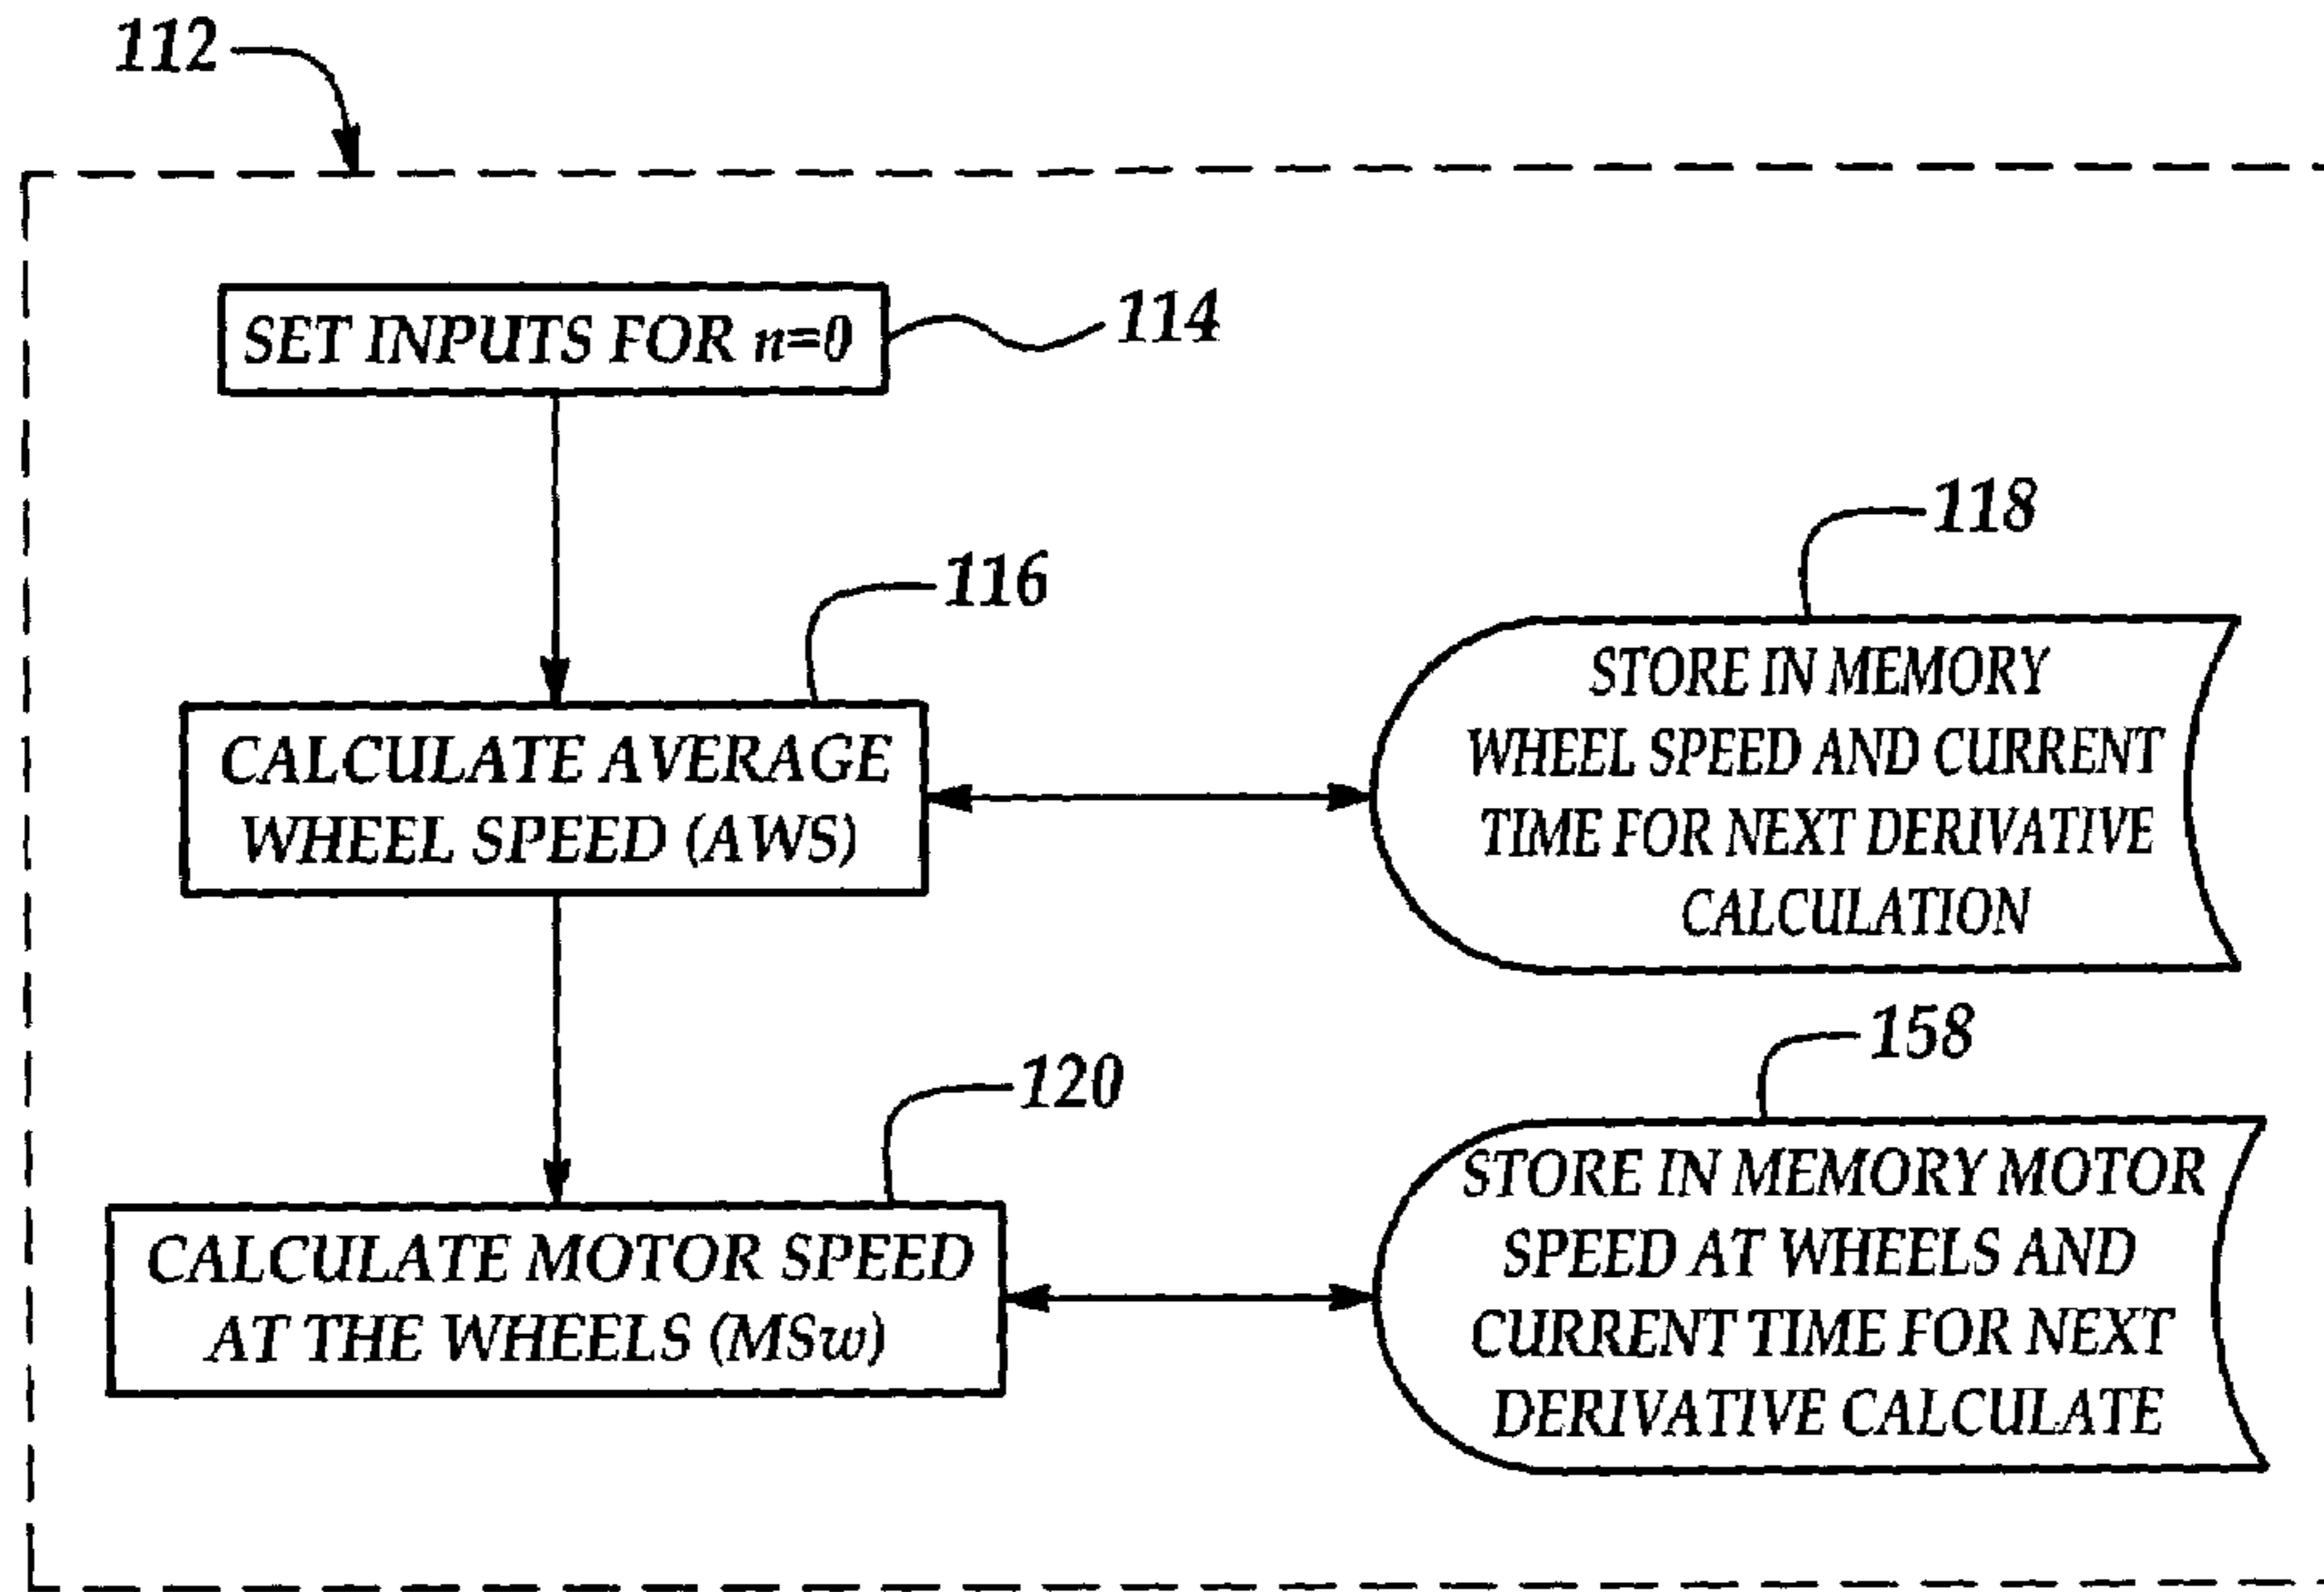 112
SET INPUTS FOR n=0
114
116
CALCULATE AVERAGE
WHEEL SPEED (AWS)
118
STORE IN MEMORY
WHEEL SPEED AND CURRENT
TIME FOR NEXT DERIVATIVE
CALCULATION
120
CALCULATE MOTOR SPEED
AT THE WHEELS (MSw)
158
STORE IN MEMORY MOTOR
SPEED AT WHEELS AND
CURRENT TIME FOR NEXT
DERIVATIVE CALCULATE